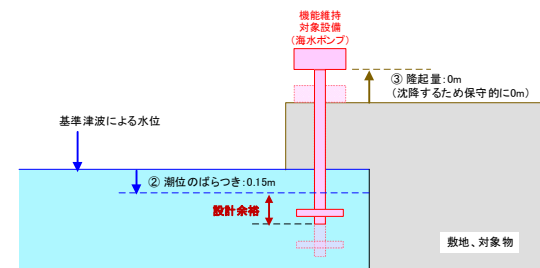 機能維持
対象設備
（海水ポンプ）
③ 隆起量：0m
（沈降するため保守的に0m）
基準津波による水位
② 潮位のばらつき：0.15m
設計余裕
敷地、対象物